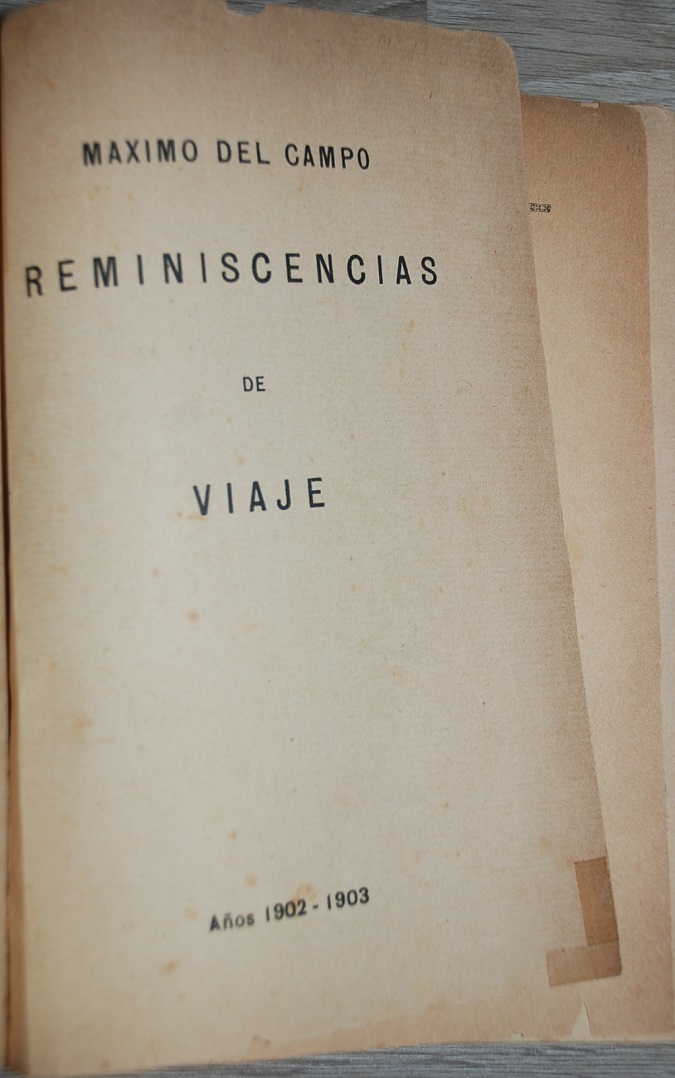 MAXIMO DEL CAMPO
REMINISCENCIAS
DE
VIAJE
Años 1902 - 1903